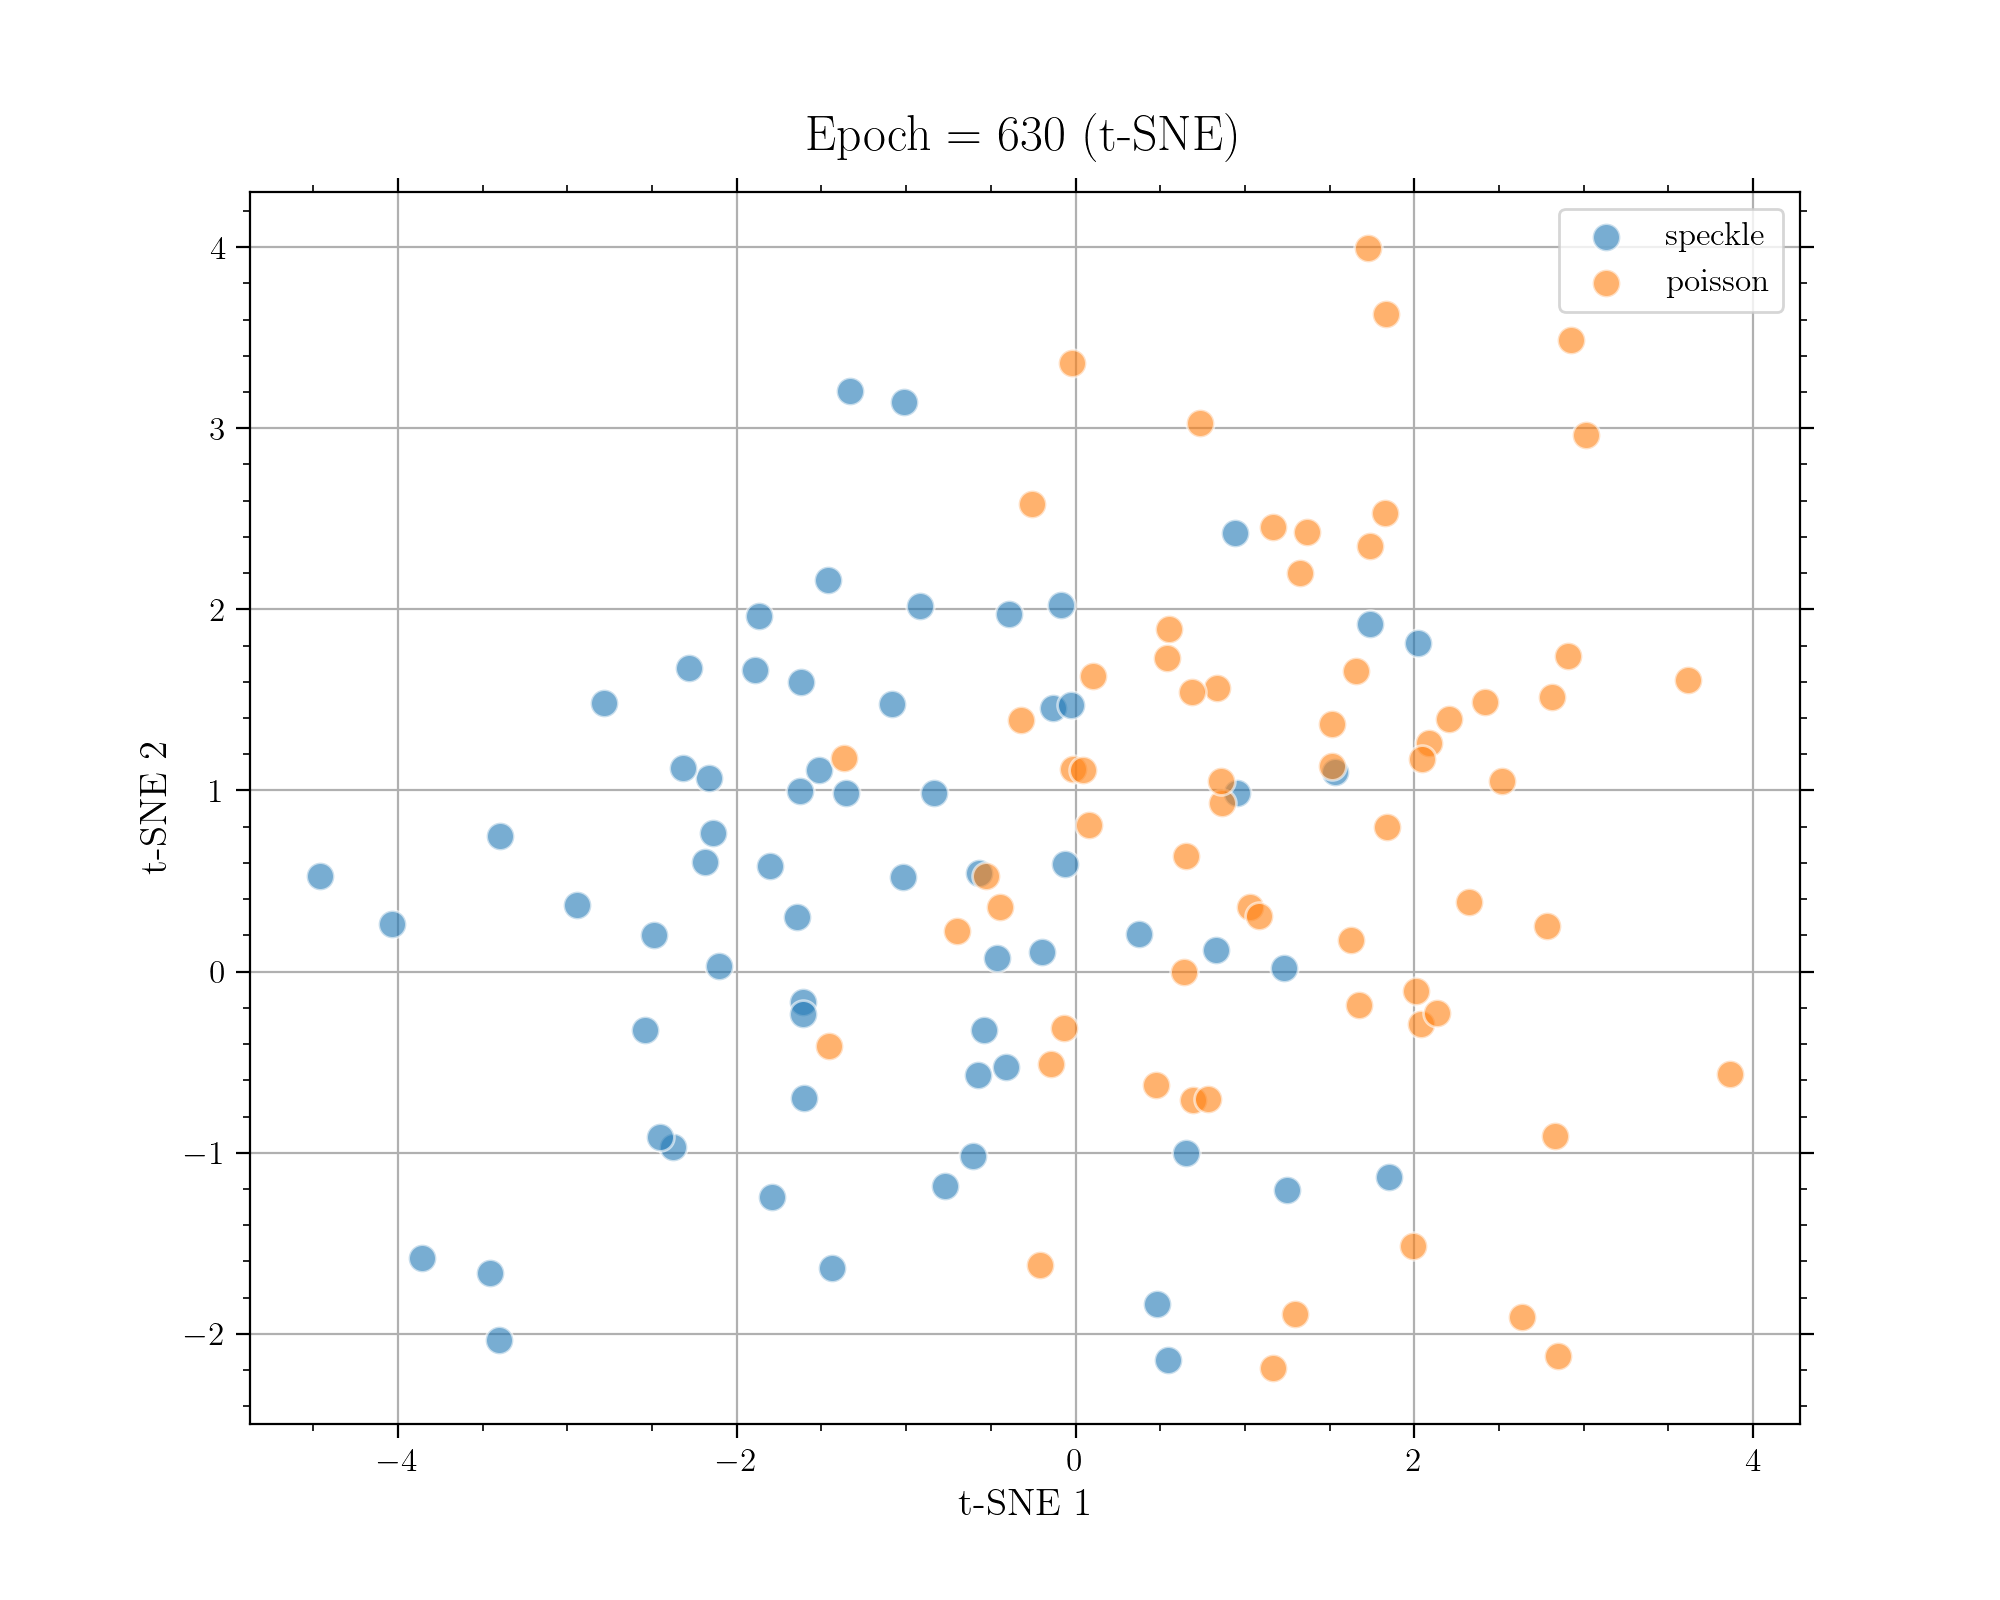 Epoch = 630 (t-SNE)
speckle
poisson
4
3
2
1
0
−1
−2
t-SNE 2
−4
−2
0
2
4
t-SNE 1